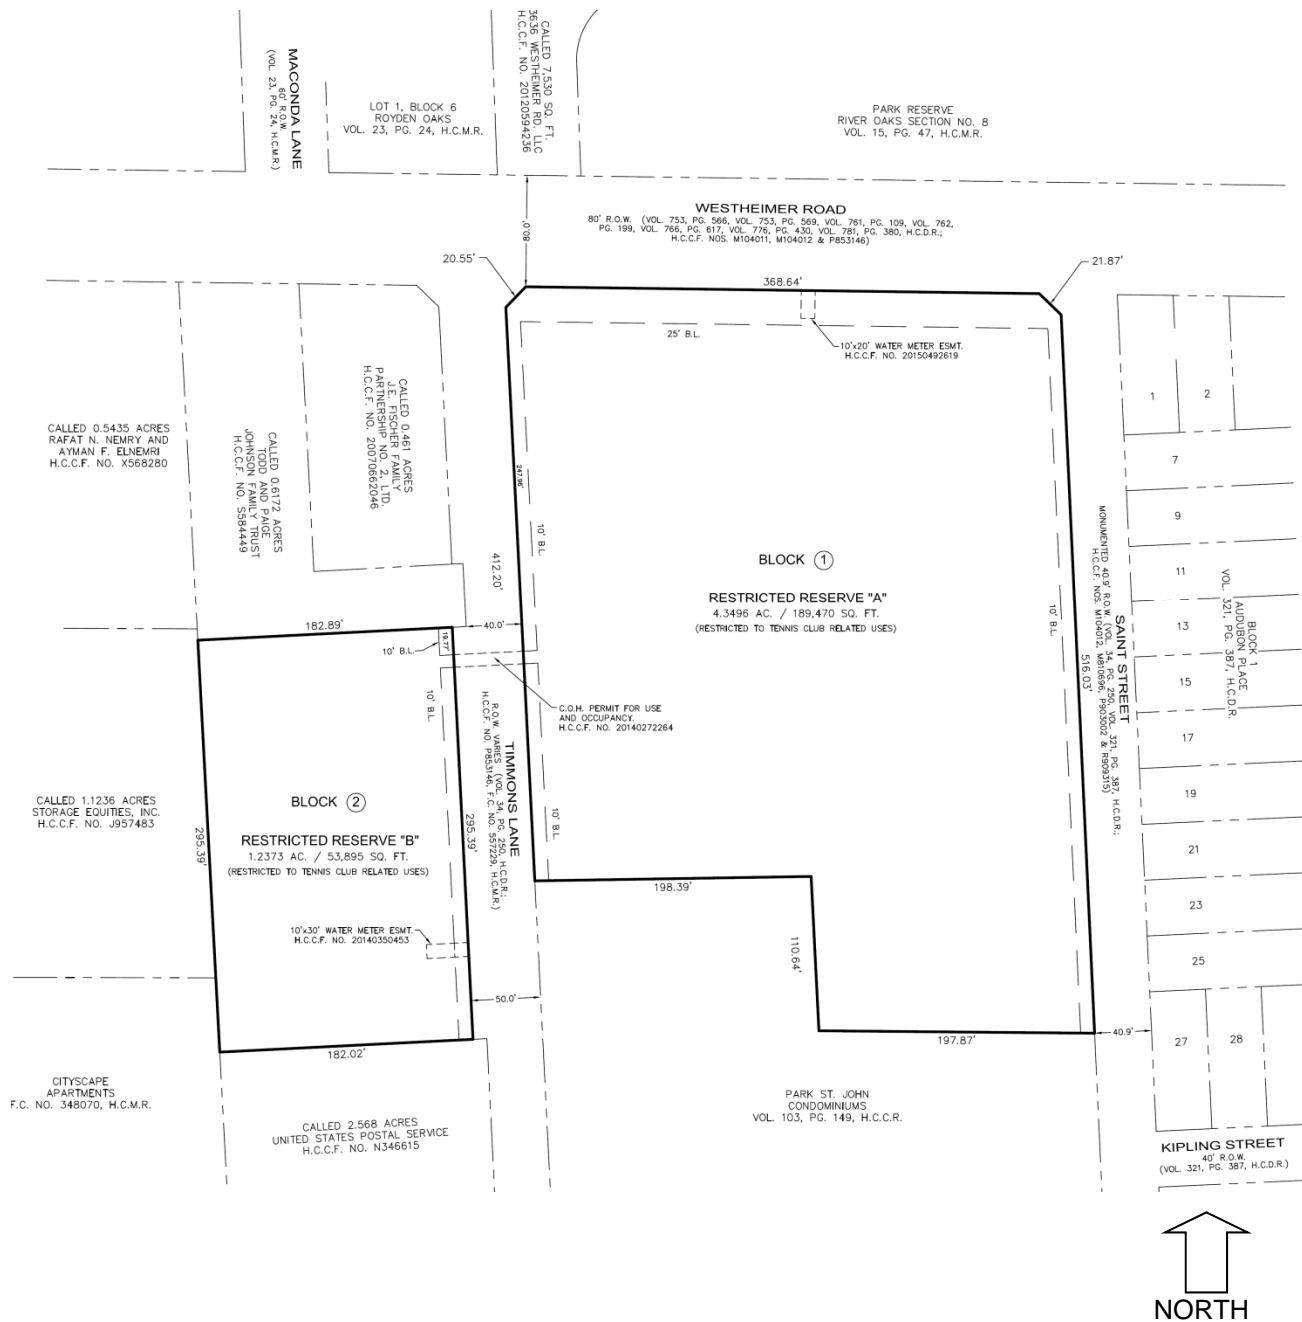 MACONDA LANE
60' R.O.W.
(VOL. 23, PG. 24, H.C.M.R.)
LOT 1, BLOCK 6
ROYDEN OAKS
VOL. 23, PG. 24, H.C.M.R.
CALLED 7,530 SQ. FT.
3636 WESTHEIMER RD. LLC
H.C.C.F. NO. 20120594236
PARK RESERVE
RIVER OAKS SECTION NO. 8
VOL. 15, PG. 47, H.C.M.R.
WESTHEIMER ROAD
80' R.O.W. (VOL. 753, PG. 566, VOL. 753, PG. 569, VOL. 761, PG. 109, VOL. 762,
PG. 199, VOL. 766, PG. 617, VOL. 776, PG. 430, VOL. 781, PG. 380, H.C.D.R.;
H.C.C.F. NOS. M104011, M104012 & P853146)
80.0'
20.55'
368.64'
21.87'
25' B.L.
10'x20' WATER METER ESMT.
H.C.C.F. NO. 20150492619
CALLED 0.5435 ACRES
RAFAT N. NEMRY AND
AYMAN F. ELNEMRI
H.C.C.F. NO. X568280
CALLED 0.6172 ACRES
TODD AND PAIGE
JOHNSON FAMILY TRUST
H.C.C.F. NO. S584449
CALLED 0.461 ACRES
J.E. FISCHER FAMILY
PARTNERSHIP NO. 2, LTD.
H.C.C.F. NO. 20070662046
247.96'
10' B.L.
412.20'
BLOCK 1
RESTRICTED RESERVE "A"
4.3496 AC. / 189,470 SQ. FT.
(RESTRICTED TO TENNIS CLUB RELATED USES)
10' B.L.
516.03'
SAINT STREET
MONUMENTED 40.9' R.O.W. (VOL. 34, PG. 250, VOL. 321, PG. 387, H.C.D.R.;
H.C.C.F. NOS. M104012, M810696, P903002 & R909315)
1
2
7
9
11
13
15
17
19
21
23
25
27
28
BLOCK 1
AUDUBON PLACE
VOL. 321, PG. 387, H.C.D.R.
182.89'
40.0'
10' B.L.
19.77'
10' B.L.
C.O.H. PERMIT FOR USE
AND OCCUPANCY.
H.C.C.F. NO. 20140272264
TIMMONS LANE
R.O.W. VARIES (VOL. 34, PG. 250, H.C.D.R.;
H.C.C.F. NO. P853146, F.C. NO. 557229, H.C.M.R.)
10' B.L.
CALLED 1.1236 ACRES
STORAGE EQUITIES, INC.
H.C.C.F. NO. J957483
295.39'
BLOCK 2
RESTRICTED RESERVE "B"
1.2373 AC. / 53,895 SQ. FT.
(RESTRICTED TO TENNIS CLUB RELATED USES)
295.39'
10'x30' WATER METER ESMT.
H.C.C.F. NO. 20140350453
198.39'
110.64'
50.0'
197.87'
40.9'
182.02'
CITYSCAPE
APARTMENTS
F.C. NO. 348070, H.C.M.R.
CALLED 2.568 ACRES
UNITED STATES POSTAL SERVICE
H.C.C.F. NO. N346615
PARK ST. JOHN
CONDOMINIUMS
VOL. 103, PG. 149, H.C.C.R.
KIPLING STREET
40' R.O.W.
(VOL. 321, PG. 387, H.C.D.R.)
NORTH